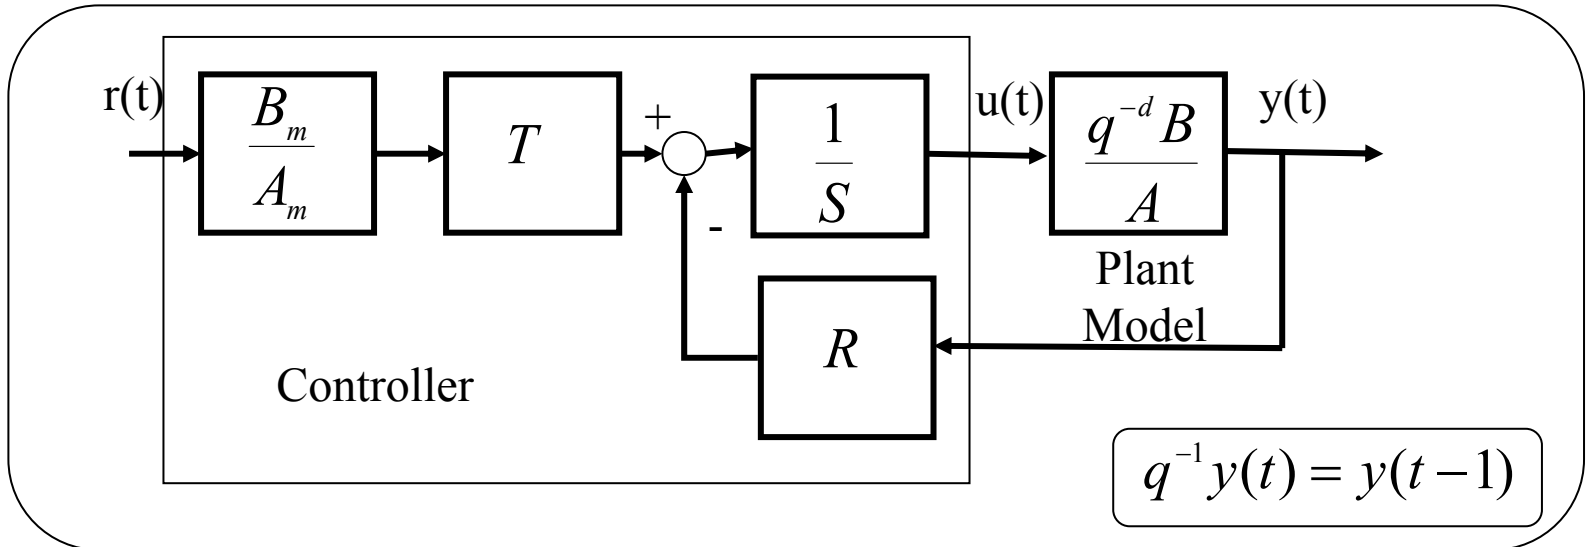 r(t)
B_m / A_m
T
+
-
1 / S
u(t)
q^{-d} B / A
y(t)
Plant
Model
R
Controller
q^{-1} y(t) = y(t-1)